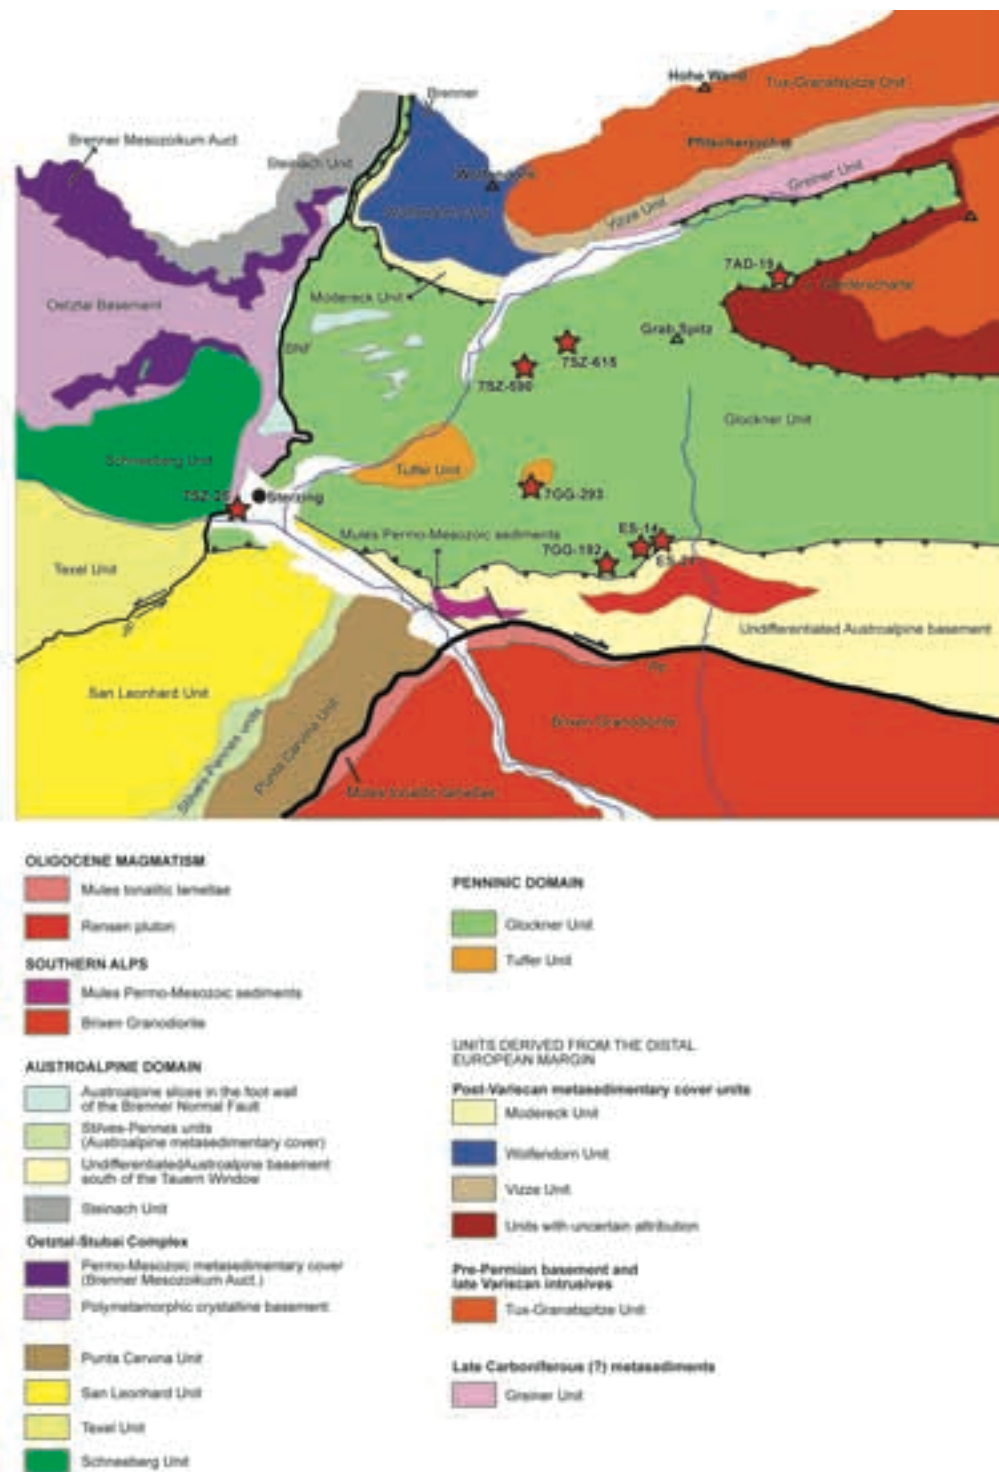 Hohe Wand
Tux-Granatspitze Unit
Brenner
Brenner Mesozoikum Auct.
Steinach Unit
Greiner Unit
Vizze Unit
7AD-19
Oetztal Basement
Modereck Unit
Grab Spitz
BNF
7SZ-615
7SZ-590
Glockner Unit
Schneeberg Unit
Tuffer Unit
Sterzing
7GG-293
Mules Permo-Mesozoic sediments
ES-14
7GG-192
Texel Unit
Undifferentiated Austroalpine basement
San Leonhard Unit
Brixen Granodiorite
Stilves-Pennes units
Punta Cervina Unit
Mules tonalitic lamellae
OLIGOCENE MAGMATISM
Mules tonalitic lamellae
Rensen pluton
SOUTHERN ALPS
Mules Permo-Mesozoic sediments
Brixen Granodiorite
AUSTROALPINE DOMAIN
Austroalpine slices in the foot wall
of the Brenner Normal Fault
Stilves-Pennes units
(Austroalpine metasedimentary cover)
UndifferentiatedAustroalpine basement
south of the Tauern Window
Steinach Unit
Oetztal-Stubai Complex
Permo-Mesozoic metasedimentary cover
(Brenner Mesozoikum Auct.)
Polymetamorphic crystalline basement
Punta Cervina Unit
San Leonhard Unit
Texel Unit
Schneeberg Unit
PENNINIC DOMAIN
Glockner Unit
Tuffer Unit
UNITS DERIVED FROM THE DISTAL
EUROPEAN MARGIN
Post-Variscan metasedimentary cover units
Modereck Unit
Wolfendorn Unit
Vizze Unit
Units with uncertain attribution
Pre-Permian basement and
late Variscan intrusives
Tux-Granatspitze Unit
Late Carboniferous (?) metasediments
Greiner Unit